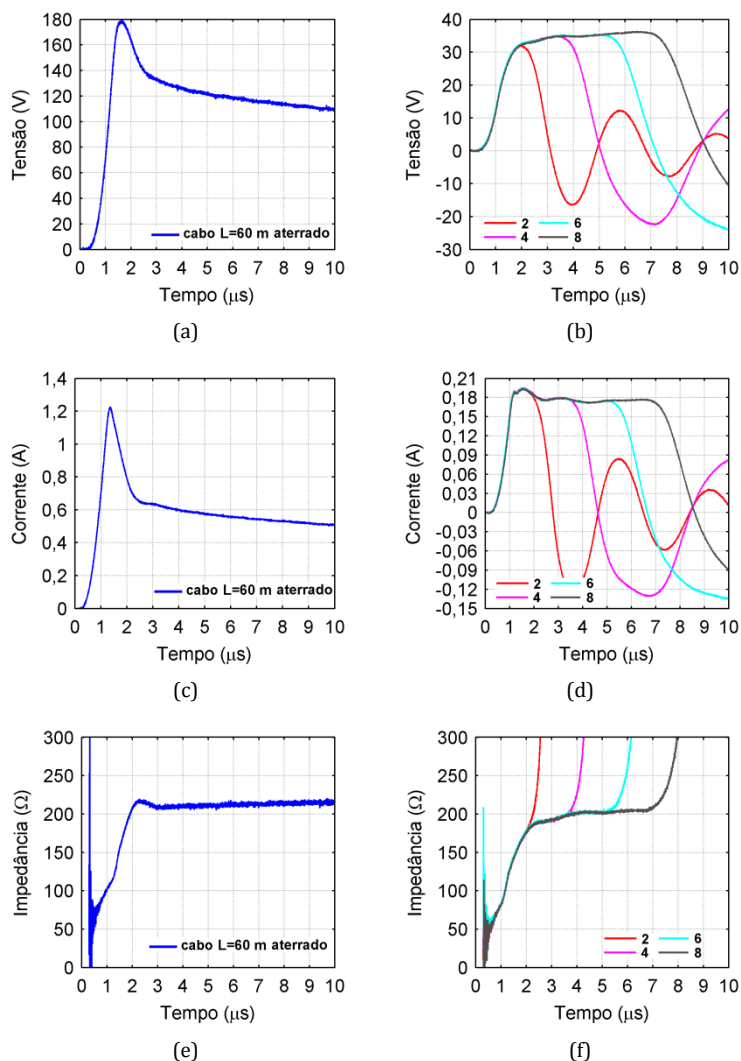 180
160
140
120
100
80
60
40
20
0
Tensão (V)
cabo L=60 m aterrado
0 1 2 3 4 5 6 7 8 9 10
Tempo (μs)
(a)
40
30
20
10
0
-10
-20
-30
Tensão (V)
2 6
4 8
0 1 2 3 4 5 6 7 8 9 10
Tempo (μs)
(b)
1,4
1,2
1
0,8
0,6
0,4
0,2
0
Corrente (A)
cabo L=60 m aterrado
0 1 2 3 4 5 6 7 8 9 10
Tempo (μs)
(c)
0,21
0,18
0,15
0,12
0,09
0,06
0,03
0
-0,03
-0,06
-0,09
-0,12
-0,15
Corrente (A)
2 6
4 8
0 1 2 3 4 5 6 7 8 9 10
Tempo (μs)
(d)
300
250
200
150
100
50
0
Impedância (Ω)
cabo L=60 m aterrado
0 1 2 3 4 5 6 7 8 9 10
Tempo (μs)
(e)
300
250
200
150
100
50
0
Impedância (Ω)
2 6
4 8
0 1 2 3 4 5 6 7 8 9 10
Tempo (μs)
(f)